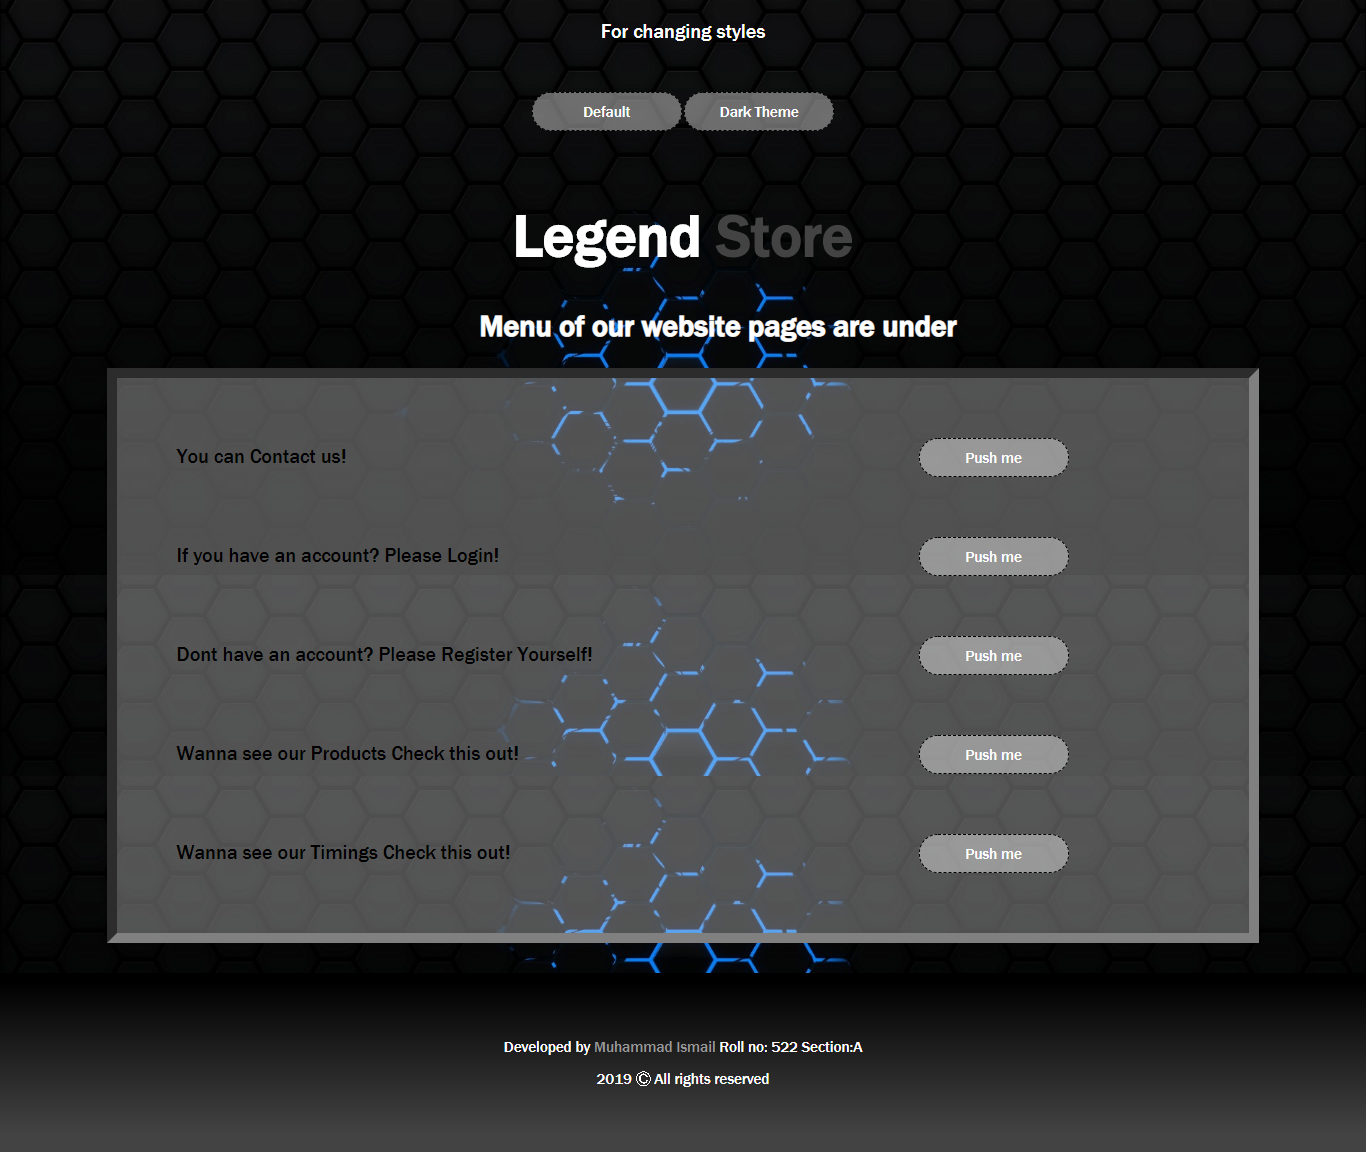 For changing styles
Default Dark Theme
Legend Store
Menu of our website pages are under
You can Contact us! Push me
If you have an account? Please Login! Push me
Dont have an account? Please Register Yourself! Push me
Wanna see our Products Check this out! Push me
Wanna see our Timings Check this out! Push me
Developed by Muhammad Ismail Roll no: 522 Section:A
2019 © All rights reserved